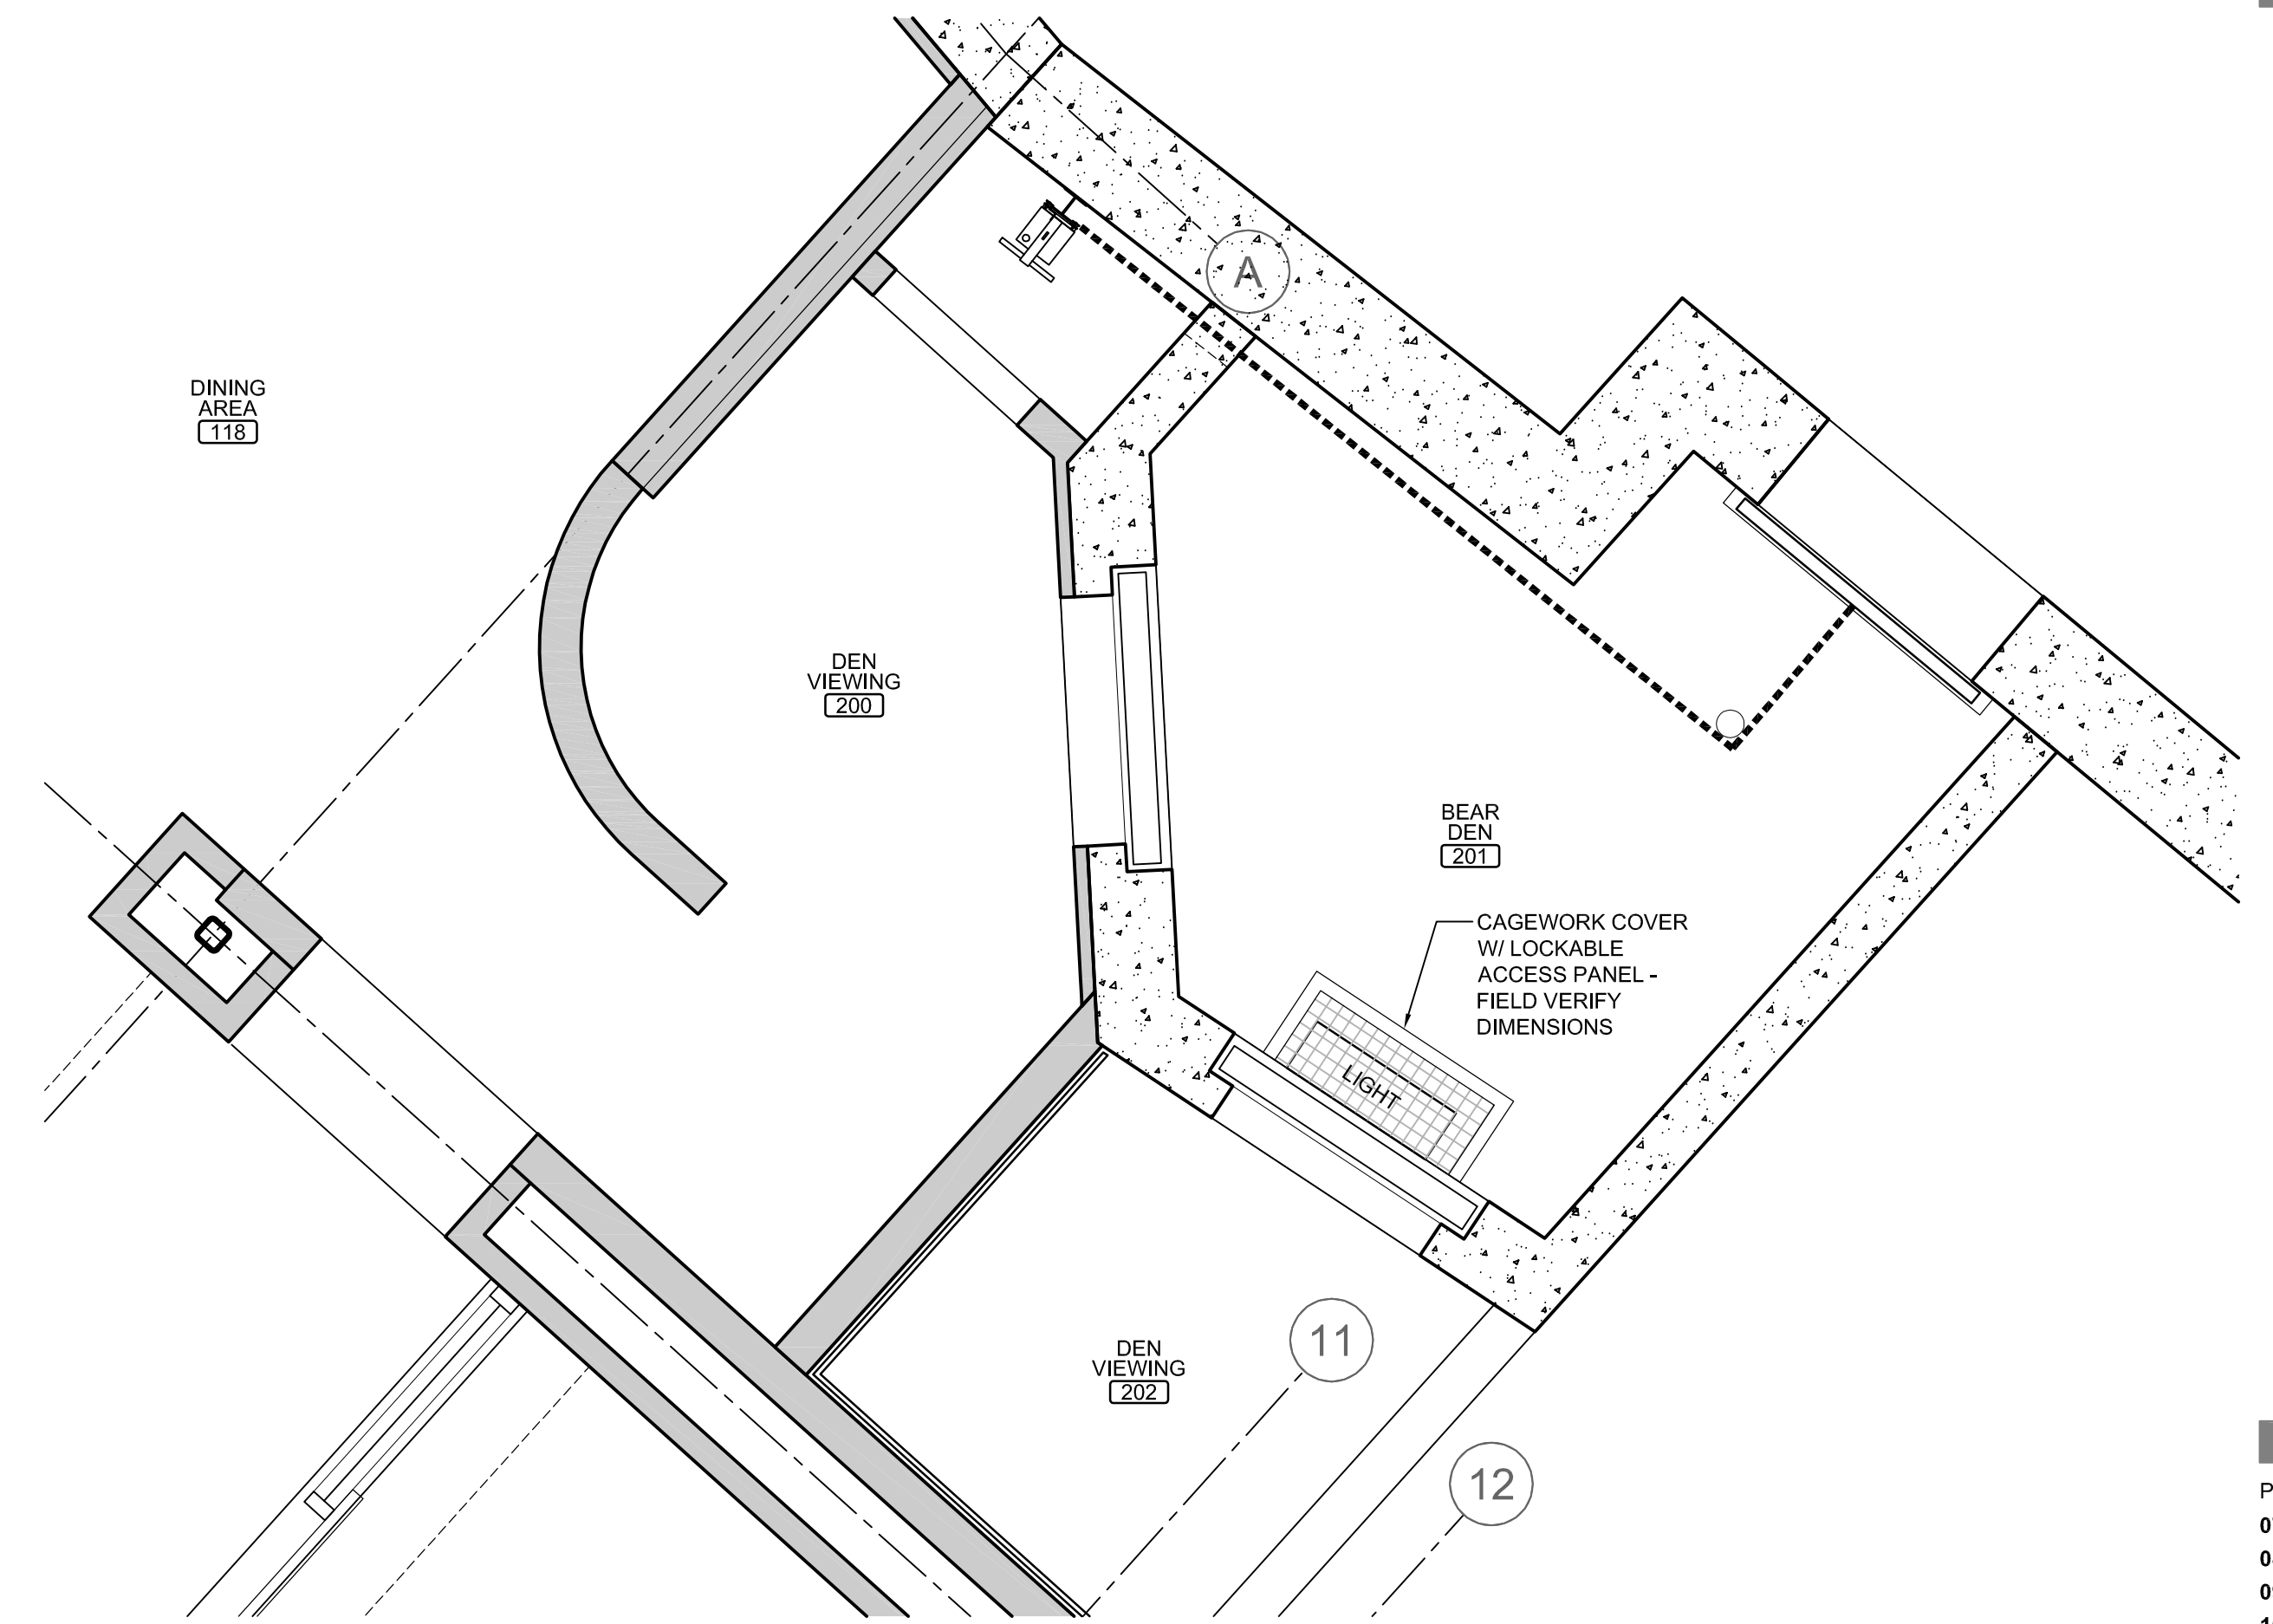 A
DINING
AREA
118
DEN
VIEWING
200
BEAR
DEN
201
CAGEWORK COVER
W/ LOCKABLE
ACCESS PANEL -
FIELD VERIFY
DIMENSIONS
LIGHT
11
DEN
VIEWING
202
12
P